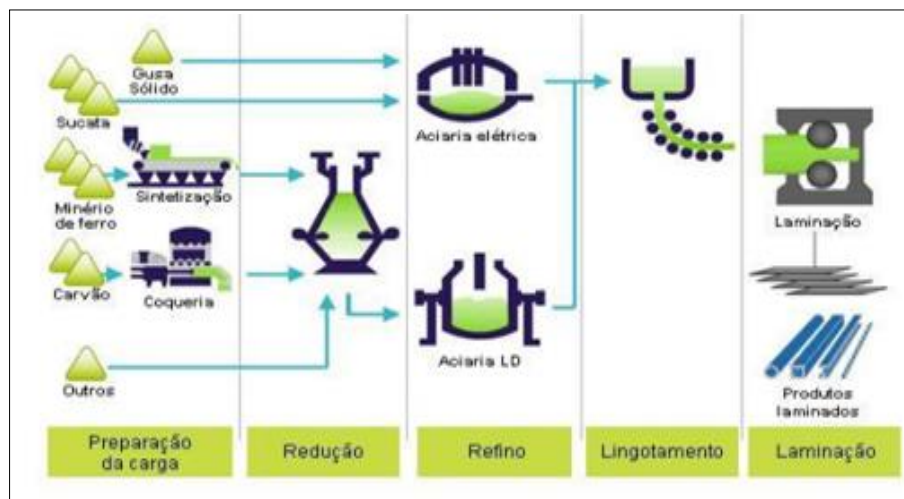 Gusa
Sólido
Sucata
Aciaria elétrica
Minério
de ferro
Sintetização
Laminação
Carvão
Coqueria
Aciaria LD
Outros
Produtos
laminados
Preparação
da carga
Redução
Refino
Lingotamento
Laminação